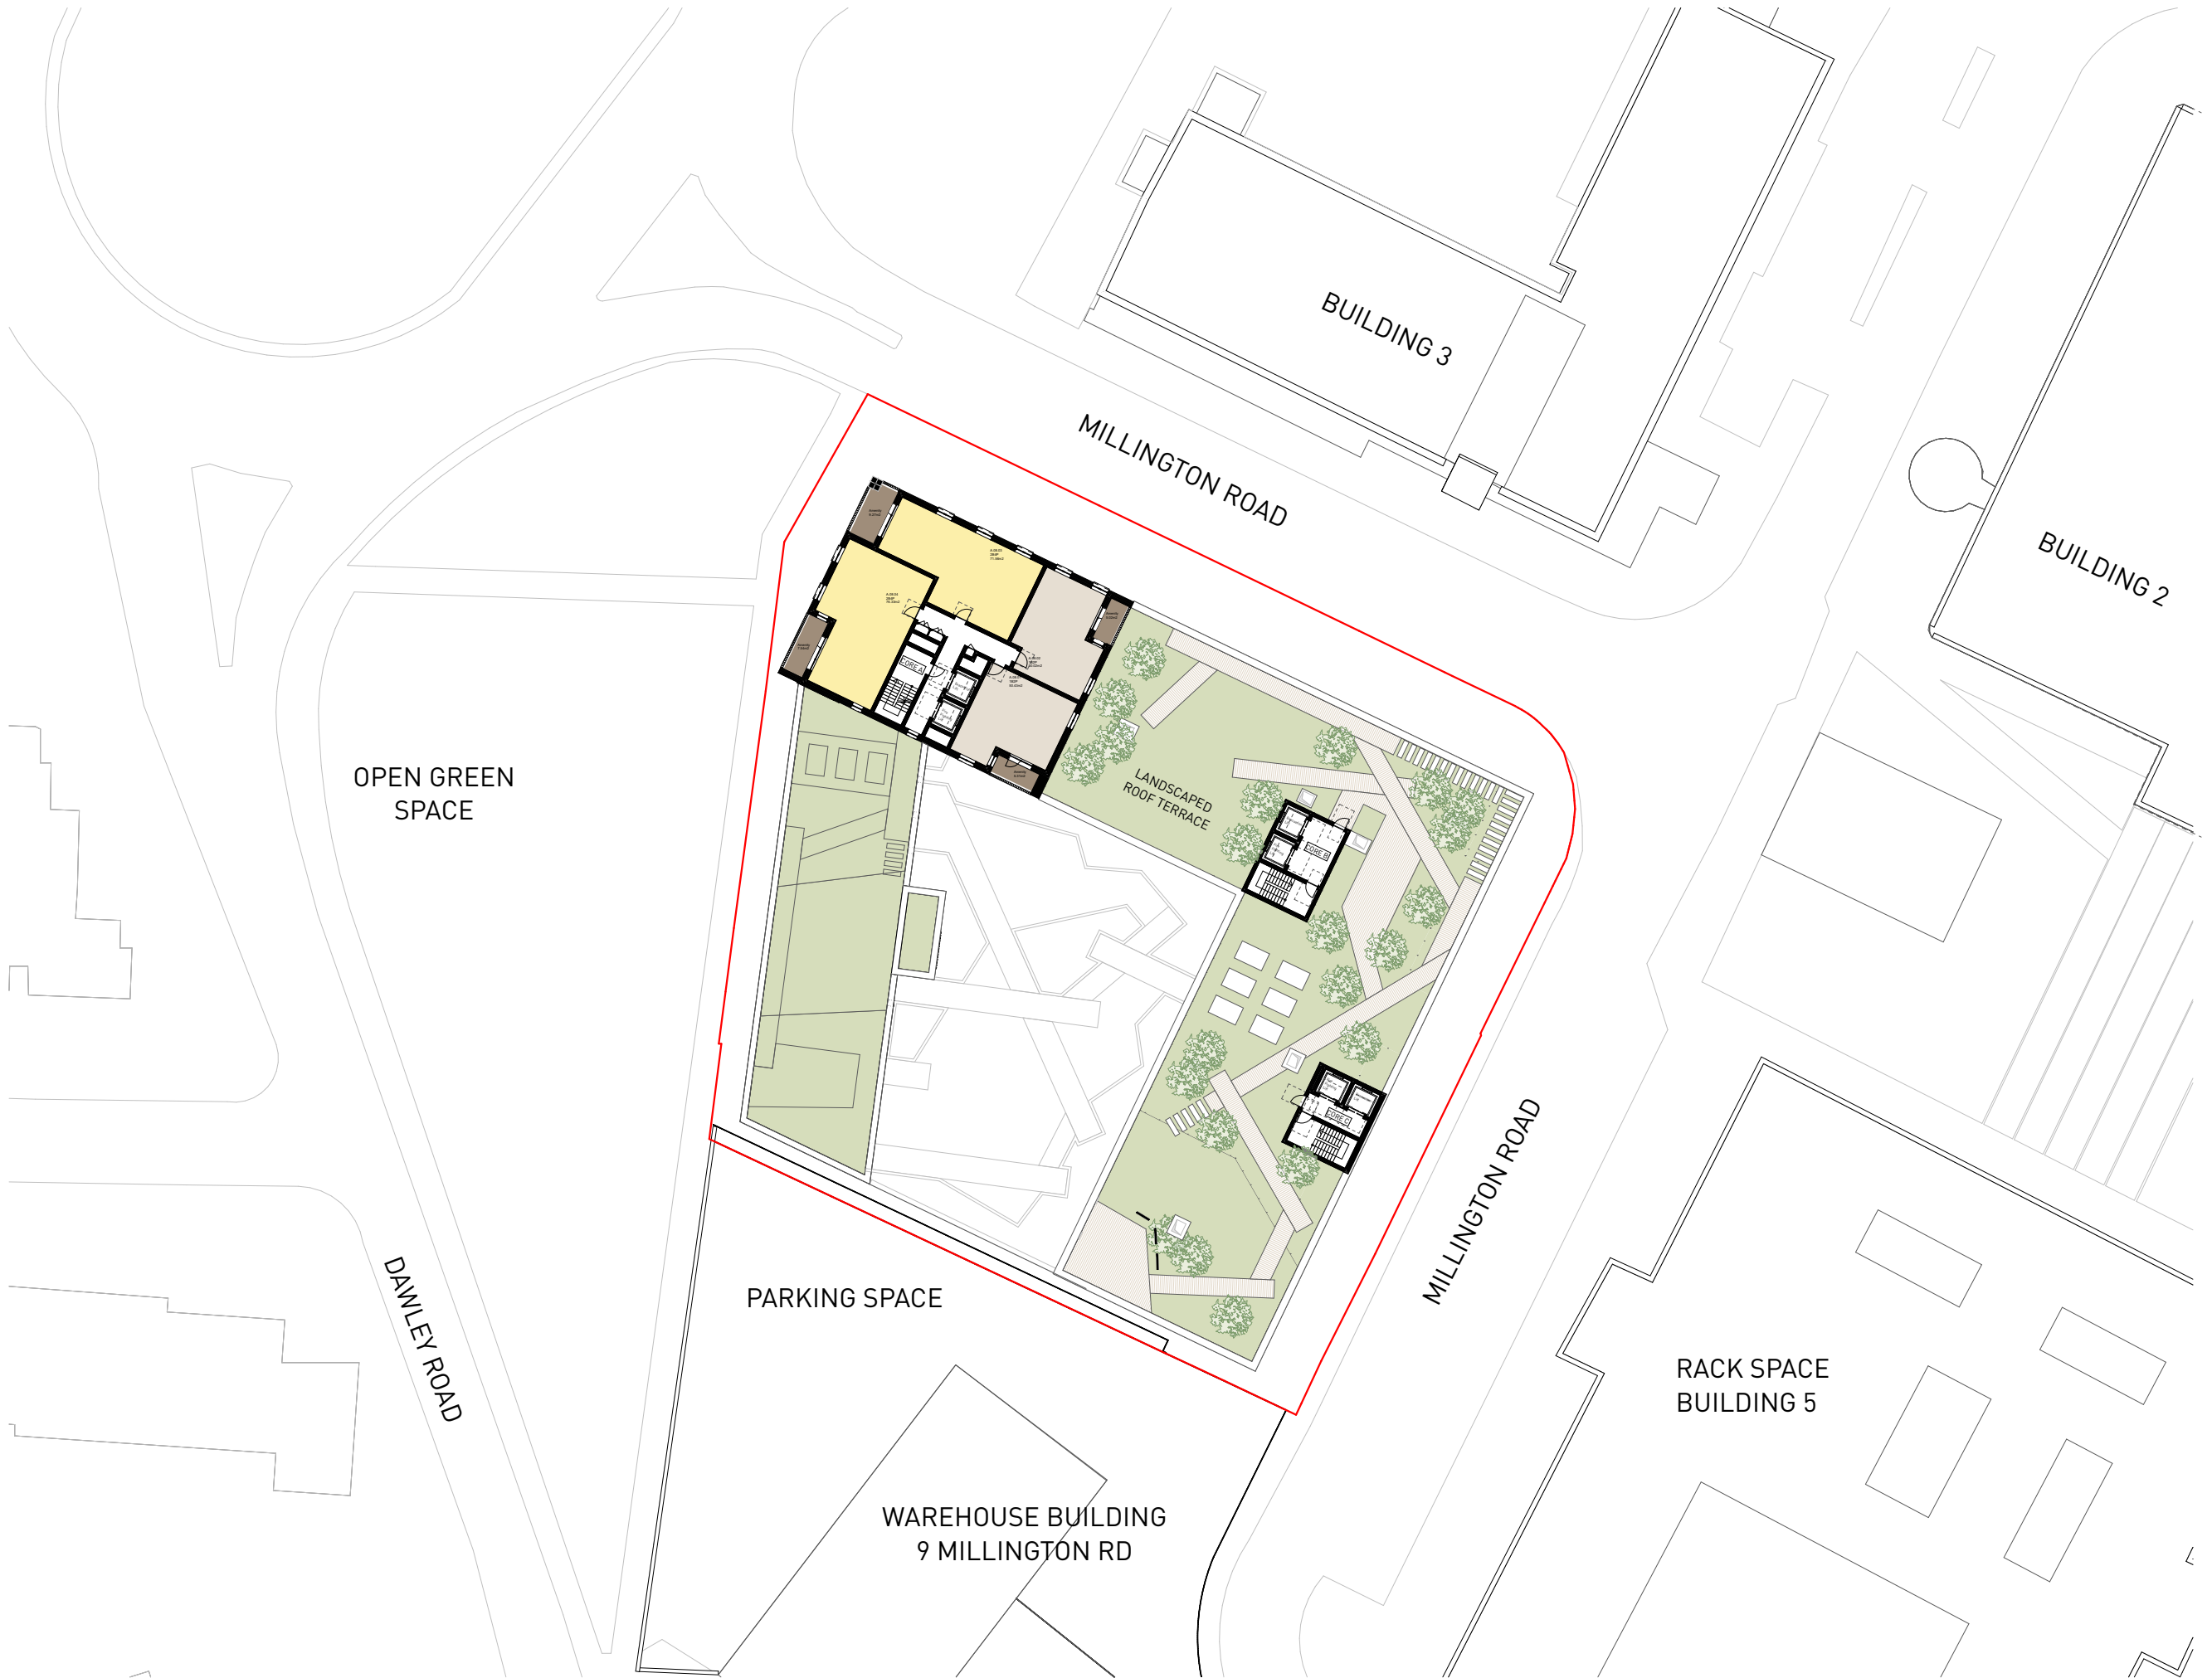 BUILDING 3
MILLINGTON ROAD
BUILDING 2
CORE A
OPEN GREEN
SPACE
LANDSCAPED
ROOF TERRACE
CORE B
CORE C
MILLINGTON ROAD
DAWLEY ROAD
PARKING SPACE
RACK SPACE
BUILDING 5
WAREHOUSE BUILDING
9 MILLINGTON RD